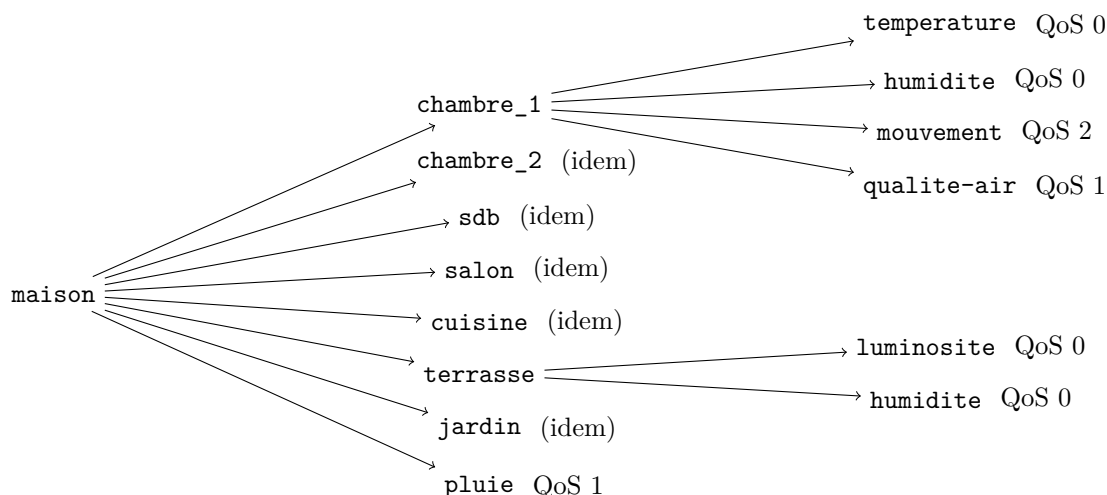 temperature QoS 0
humidite QoS 0
chambre_1
mouvement QoS 2
chambre_2 (idem)
qualite-air QoS 1
sdb (idem)
salon (idem)
maison
cuisine (idem)
luminosite QoS 0
terrasse
humidite QoS 0
jardin (idem)
pluie QoS 1